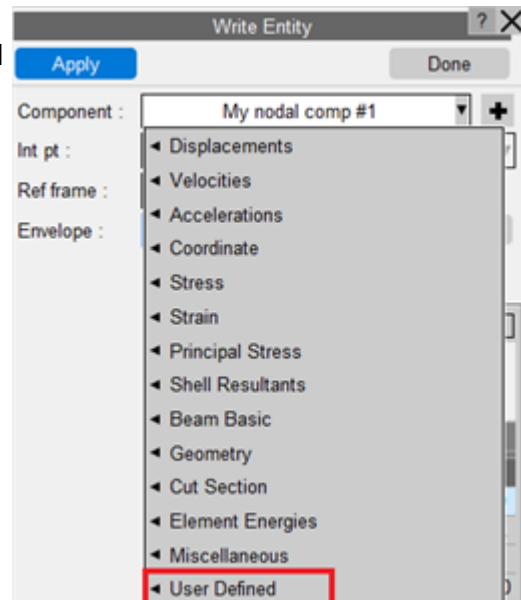 Write Entity ? X
Apply Done
Component : My nodal comp #1
Int pt :
Displacements
Velocities
Ref frame :
Accelerations
Envelope :
Coordinate
Stress
Strain
Principal Stress
Shell Resultants
Beam Basic
Geometry
Cut Section
Element Energies
Miscellaneous
User Defined